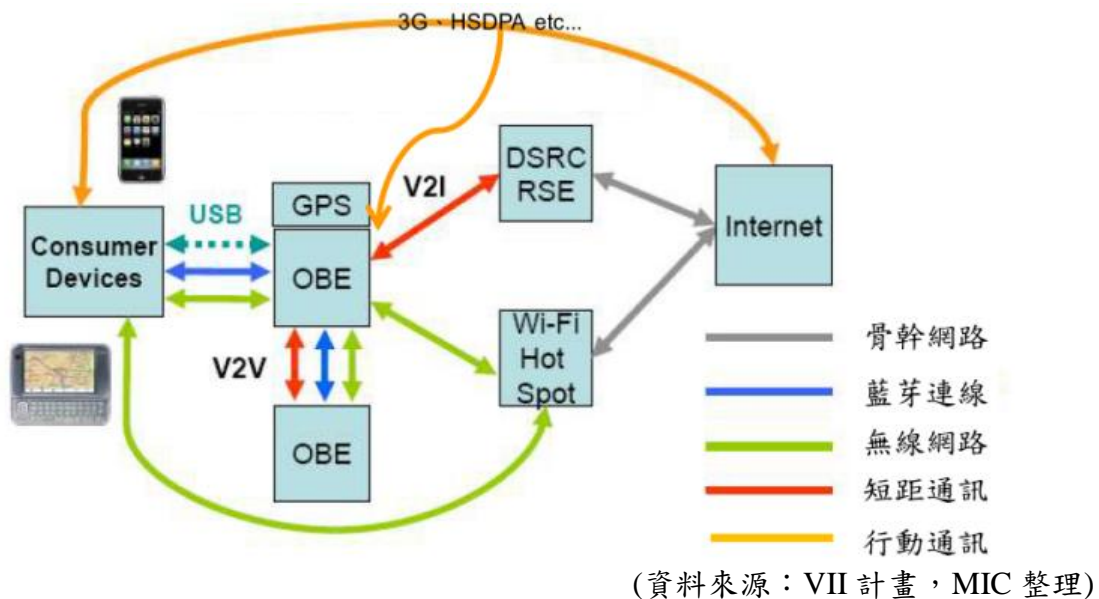 3G、HSDPA etc...
DSRC
RSE
V2I
GPS
USB
Internet
Consumer
Devices
OBE
Wi-Fi
Hot
Spot
V2V
OBE
骨幹網路
藍芽連線
無線網路
短距通訊
行動通訊
(資料來源：VII 計畫，MIC 整理)